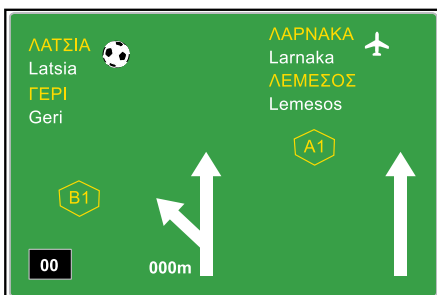 ΛΑΤΣΙΑ
Latsia
ΓΕΡΙ
Geri
B1
00
000m
ΛΑΡΝΑΚΑ
Larnaka
ΛΕΜΕΣΟΣ
Lemesos
A1